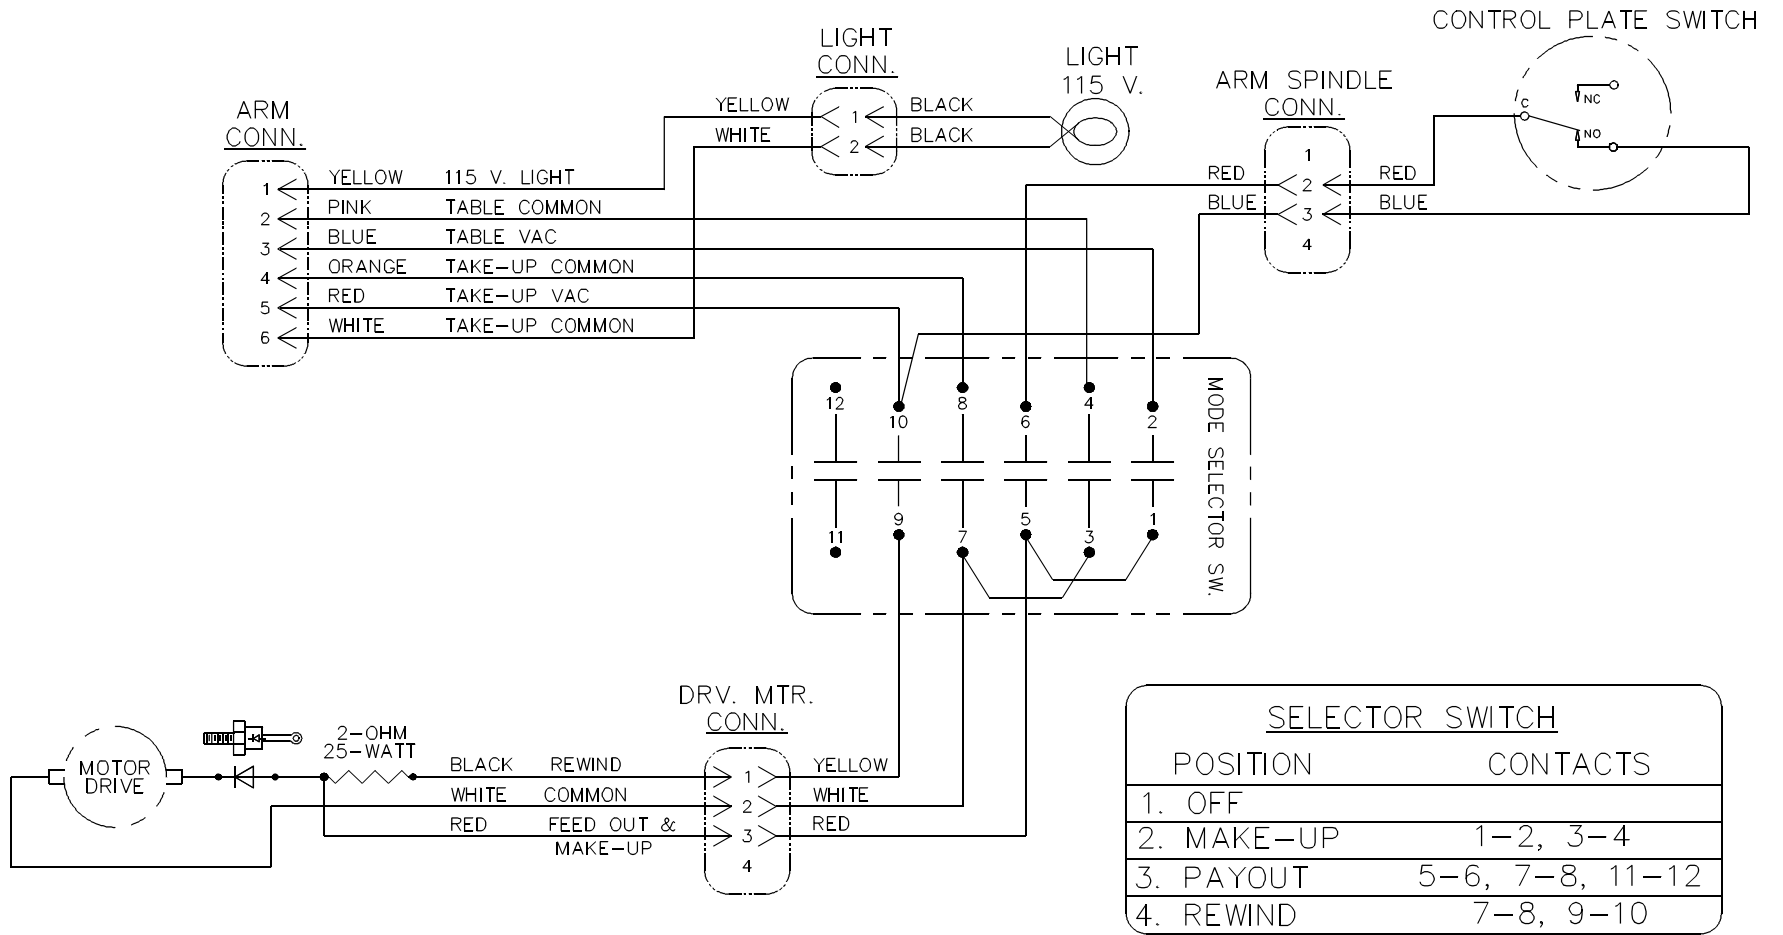 CONTROL PLATE SWITCH
C
NC
NO
LIGHT
CONN.
YELLOW
1
BLACK
WHITE
2
BLACK
LIGHT
115 V.
ARM SPINDLE
CONN.
1
RED
2
RED
BLUE
3
BLUE
4
ARM
CONN.
1
YELLOW
115 V. LIGHT
2
PINK
TABLE COMMON
3
BLUE
TABLE VAC
4
ORANGE
TAKE-UP COMMON
5
RED
TAKE-UP VAC
6
WHITE
TAKE-UP COMMON
12
10
8
6
4
2
11
9
7
5
3
1
MODE SELECTOR SW.
MOTOR
DRIVE
2-OHM
25-WATT
DRV. MTR.
CONN.
BLACK
REWIND
1
YELLOW
WHITE
COMMON
2
WHITE
RED
FEED OUT &
MAKE-UP
3
RED
4
SELECTOR SWITCH
POSITION CONTACTS
1. OFF
2. MAKE-UP 1-2, 3-4
3. PAYOUT 5-6, 7-8, 11-12
4. REWIND 7-8, 9-10